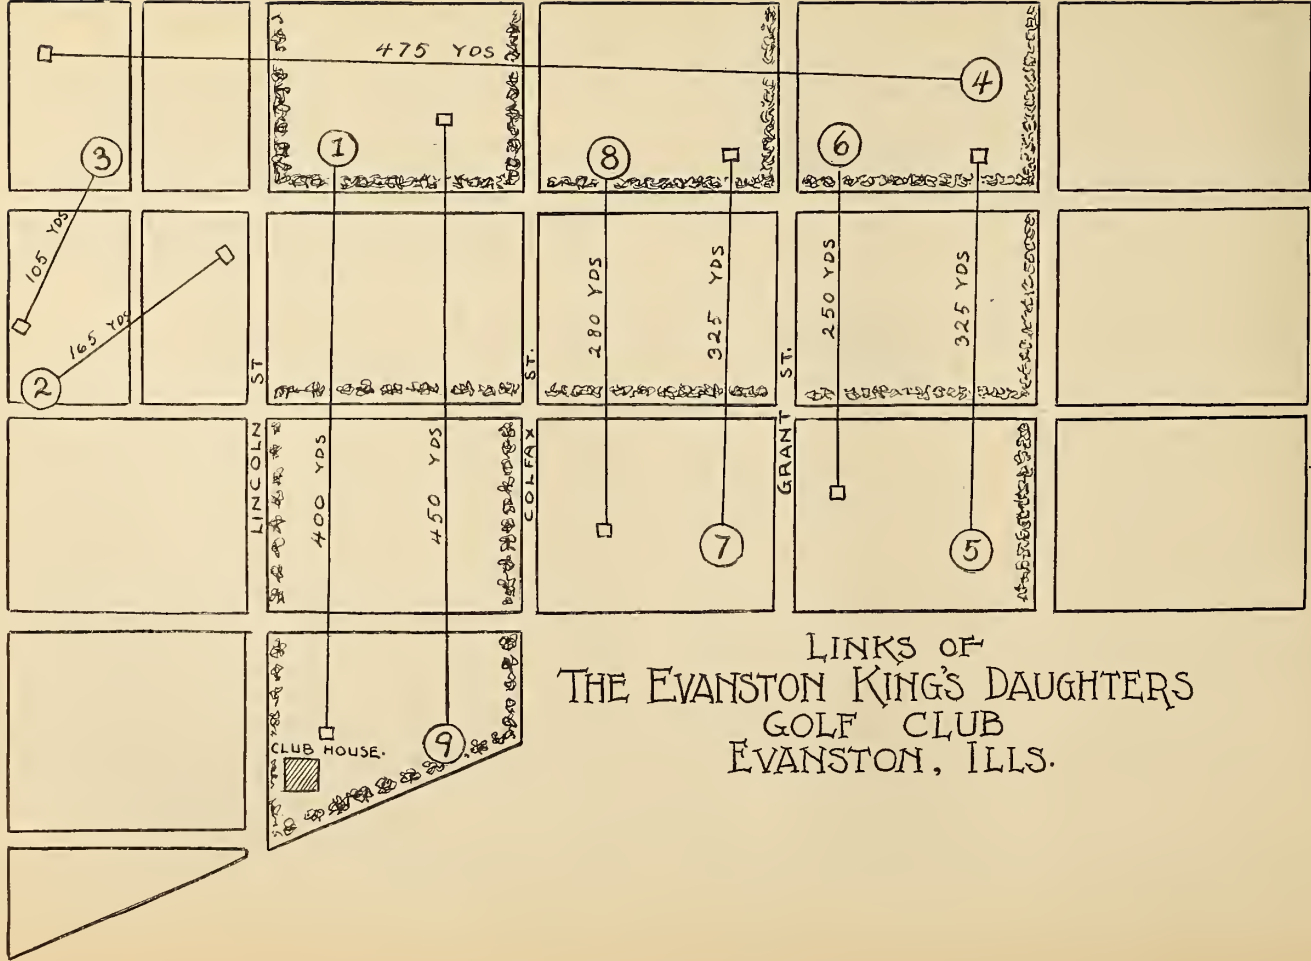 475 YDS
4
3
1
8
6
105 YDS
165 YDS
2
280 YDS
325 YDS
250 YDS
325 YDS
LINCOLN ST
COLFAX ST.
GRANT ST.
400 YDS
450 YDS
7
5
9
CLUB HOUSE.
LINKS OF
THE EVANSTON KING'S DAUGHTERS
GOLF CLUB
EVANSTON, ILLS.